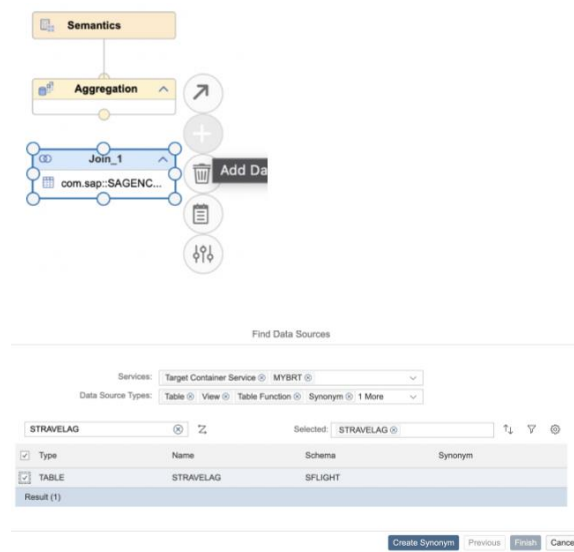 Semantics
Aggregation
Join_1
Add Da
com.sap::SAGENC...
Find Data Sources
Services: Target Container Service MYBRT
Data Source Types: Table View Table Function Synonym 1 More
STRAVELAG Selected: STRAVELAG
Type Name Schema Synonym
TABLE STRAVELAG SFLIGHT
Result (1)
Create Synonym Previous Finish Cance